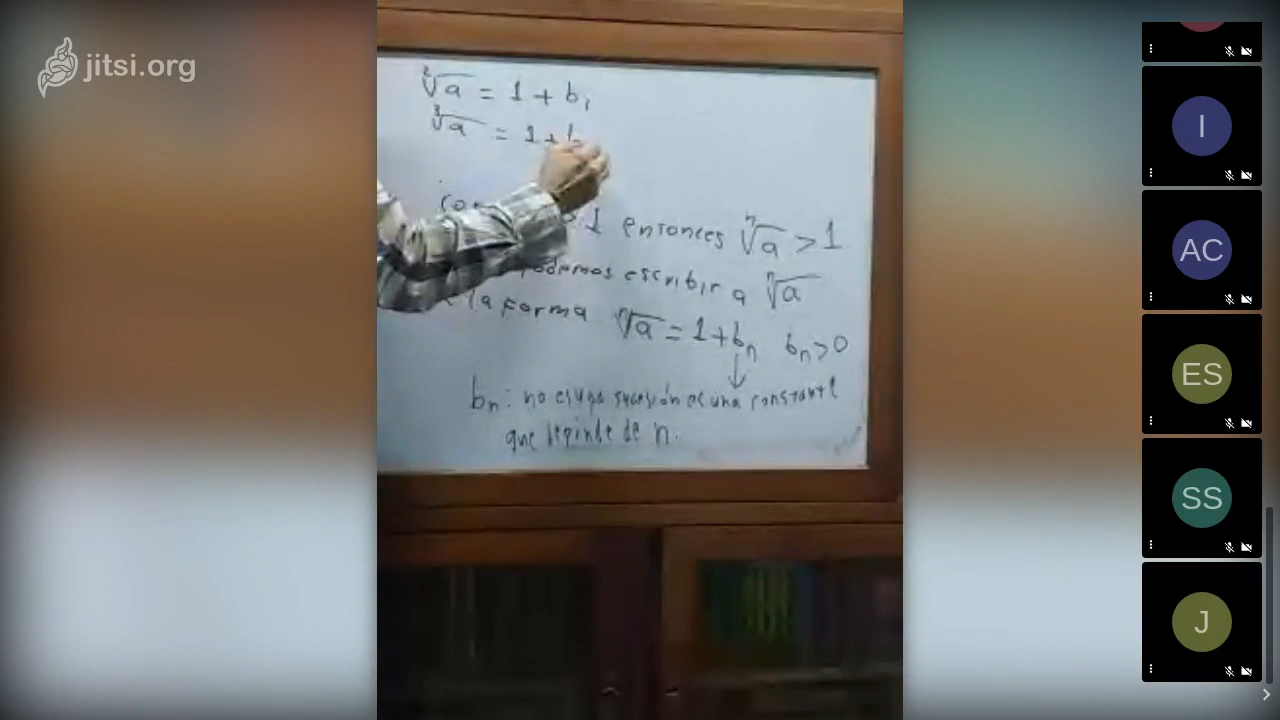 jitsi.org
²√a = 1 + b₁
³√a = 1 + b
1 entonces ⁿ√a > 1
podemos escribir a ⁿ√a
la forma ⁿ√a = 1 + bₙ bₙ > 0
↓
bₙ: no es una sucesión es una constante
que depende de n.
I
AC
ES
SS
J